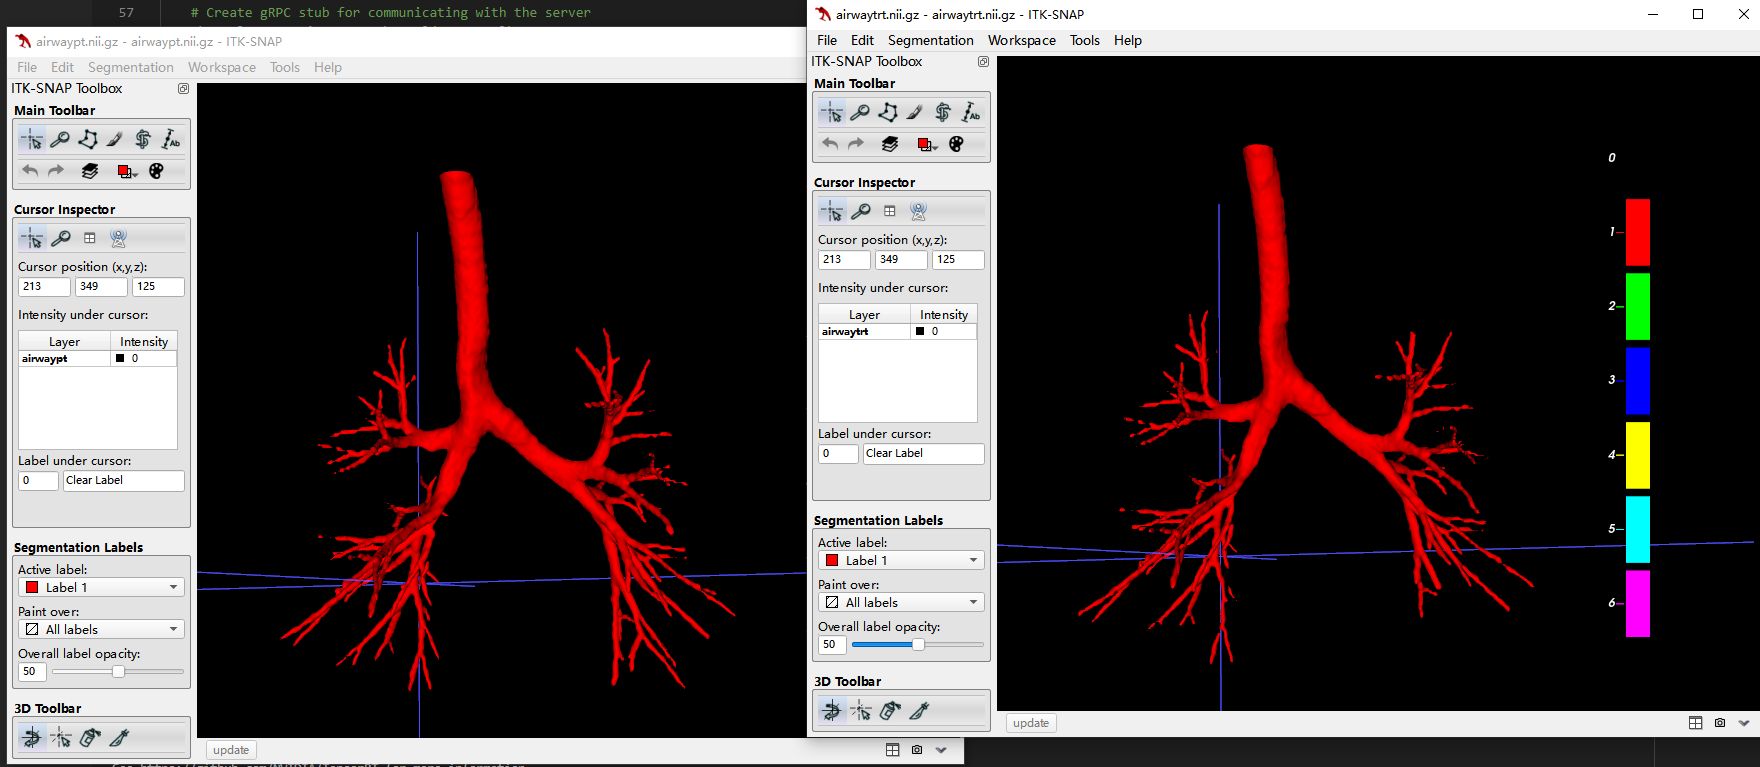 57 # Create gRPC stub for communicating with the server
airwaypt.nii.gz - airwaypt.nii.gz - ITK-SNAP
File Edit Segmentation Workspace Tools Help
ITK-SNAP Toolbox
Main Toolbar
Ab
Cursor Inspector
Cursor position (x,y,z):
213 349 125
Intensity under cursor:
Layer Intensity
airwaypt 0
Label under cursor:
0 Clear Label
Segmentation Labels
Active label:
Label 1
Paint over:
All labels
Overall label opacity:
50
3D Toolbar
update
airwaytrt.nii.gz - airwaytrt.nii.gz - ITK-SNAP
File Edit Segmentation Workspace Tools Help
ITK-SNAP Toolbox
Main Toolbar
Ab
Cursor Inspector
Cursor position (x,y,z):
213 349 125
Intensity under cursor:
Layer Intensity
airwaytrt 0
Label under cursor:
0 Clear Label
Segmentation Labels
Active label:
Label 1
Paint over:
All labels
Overall label opacity:
50
3D Toolbar
update
0
1
2
3
4
5
6